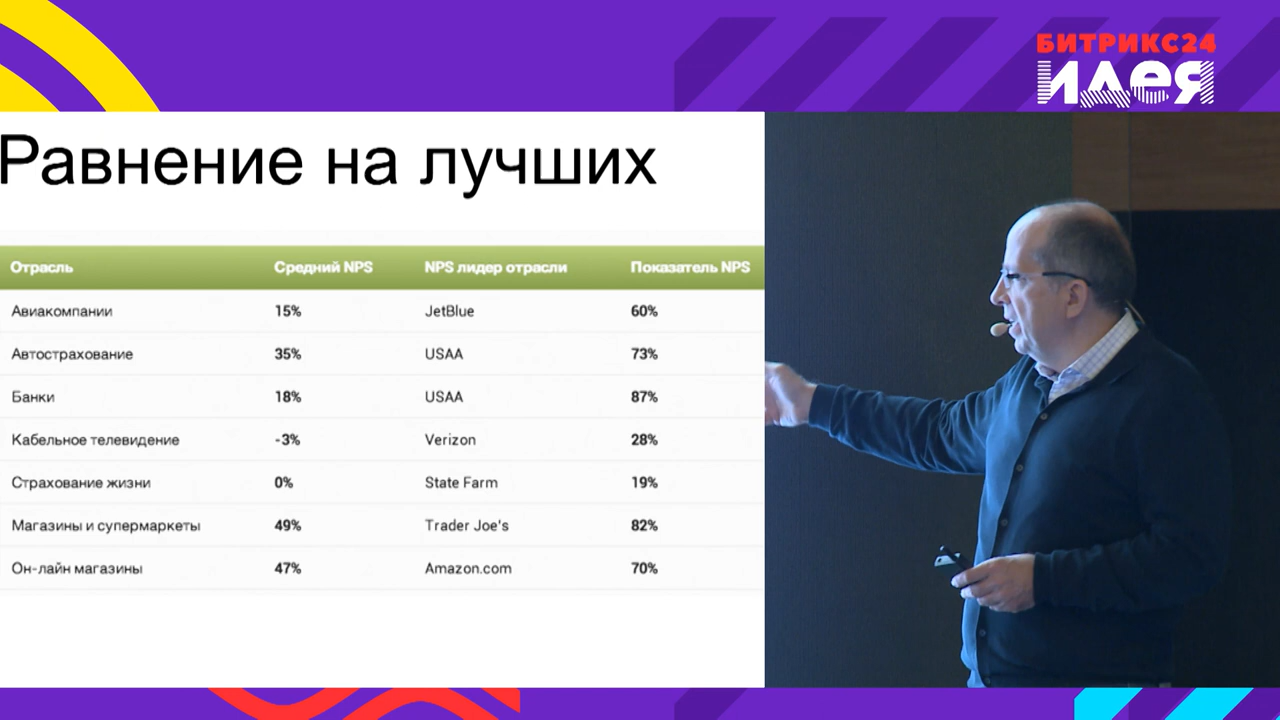 БИТРИКС24
идея
Равнение на лучших
Отрасль Средний NPS NPS лидер отрасли Показатель NPS
Авиакомпании 15% JetBlue 60%
Автострахование 35% USAA 73%
Банки 18% USAA 87%
Кабельное телевидение -3% Verizon 28%
Страхование жизни 0% State Farm 19%
Магазины и супермаркеты 49% Trader Joe's 82%
Он-лайн магазины 47% Amazon.com 70%